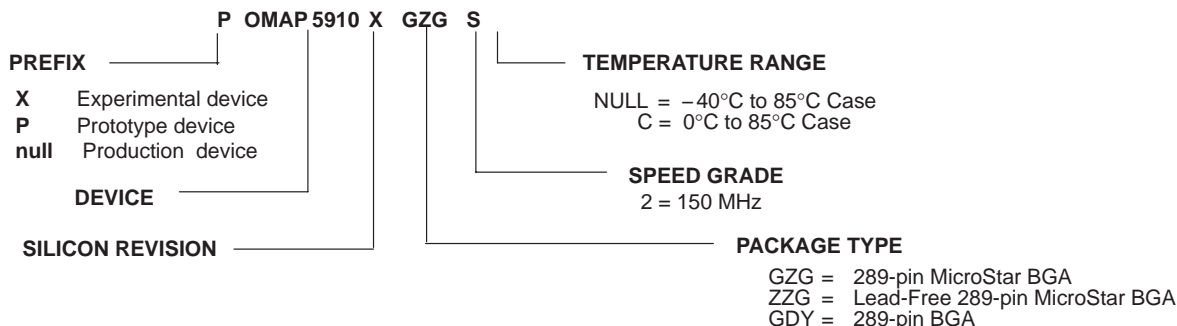 P OMAP 5910 X GZG S
PREFIX
X Experimental device
P Prototype device
null Production device
DEVICE
SILICON REVISION
TEMPERATURE RANGE
NULL = –40°C to 85°C Case
C = 0°C to 85°C Case
SPEED GRADE
2 = 150 MHz
PACKAGE TYPE
GZG = 289-pin MicroStar BGA
ZZG = Lead-Free 289-pin MicroStar BGA
GDY = 289-pin BGA